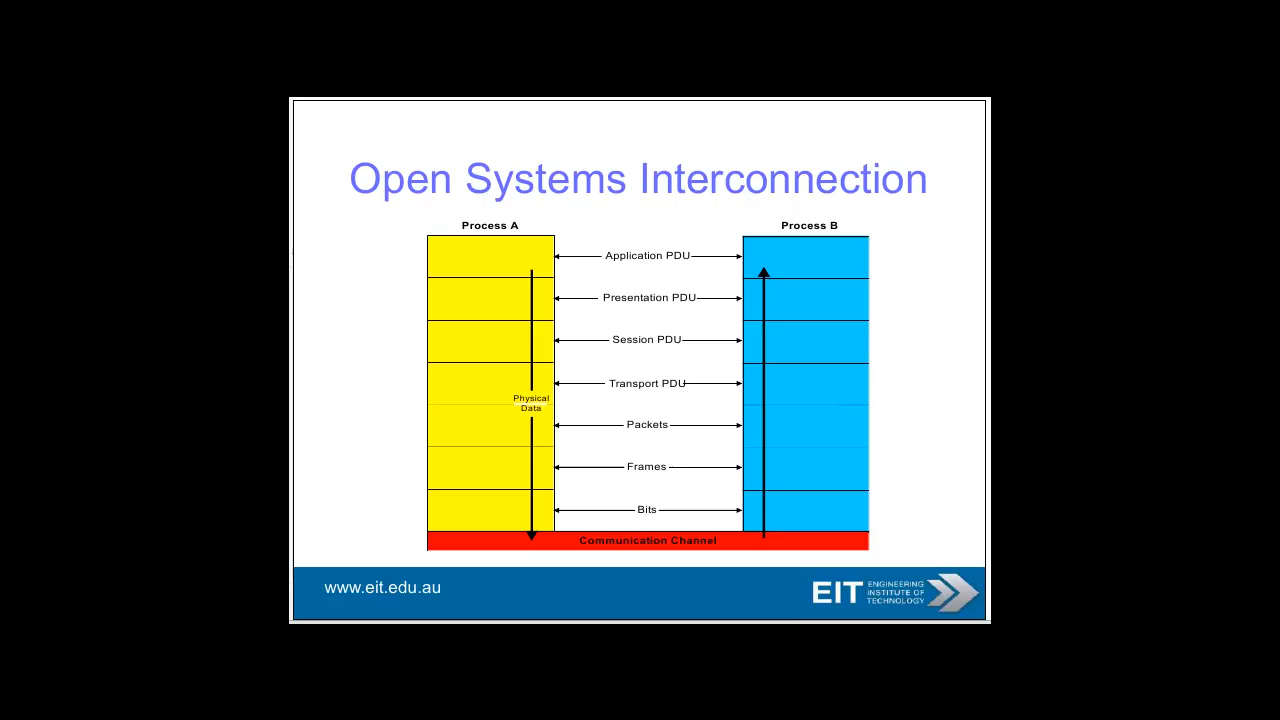 Open Systems Interconnection
Process A
Process B
Application PDU
Presentation PDU
Session PDU
Transport PDU
Physical
Data
Packets
Frames
Bits
Communication Channel
www.eit.edu.au
EIT
ENGINEERING
INSTITUTE OF
TECHNOLOGY